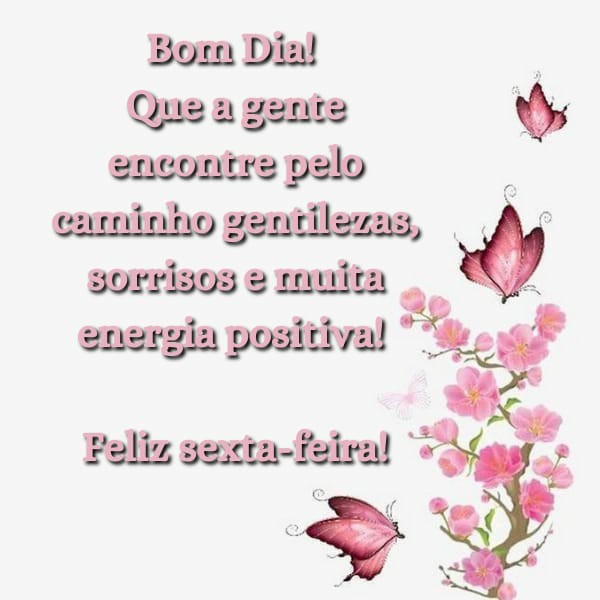 Bom Dia!
Que a gente
encontre pelo
caminho gentilezas,
sorrisos e muita
energia positiva!
Feliz sexta-feira!